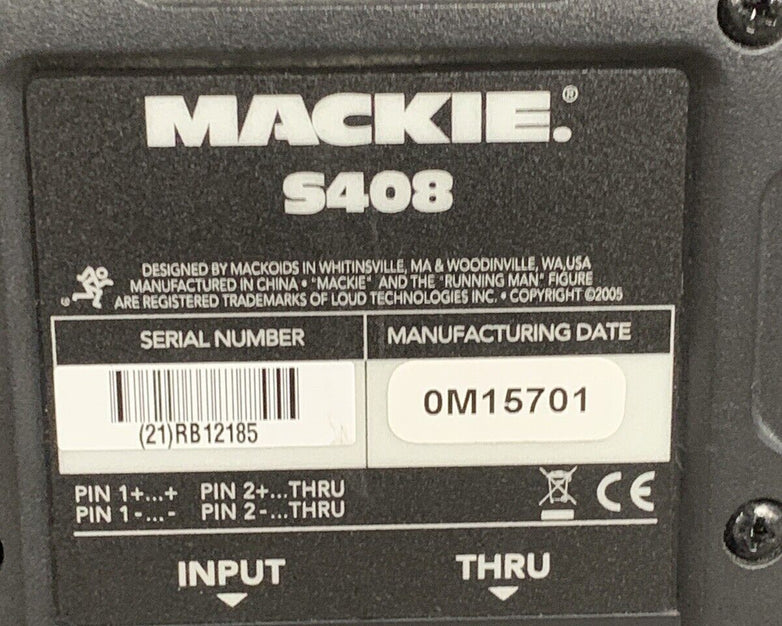 MACKIE.®
S408
DESIGNED BY MACKOIDS IN WHITINSVILLE, MA & WOODINVILLE, WA,USA
MANUFACTURED IN CHINA • "MACKIE" AND THE "RUNNING MAN" FIGURE
® ARE REGISTERED TRADEMARKS OF LOUD TECHNOLOGIES INC. • COPYRIGHT ©2005
SERIAL NUMBER MANUFACTURING DATE
(21)RB12185 0M15701
PIN 1+...+ PIN 2+...THRU
PIN 1-...- PIN 2-...THRU
CE
INPUT THRU